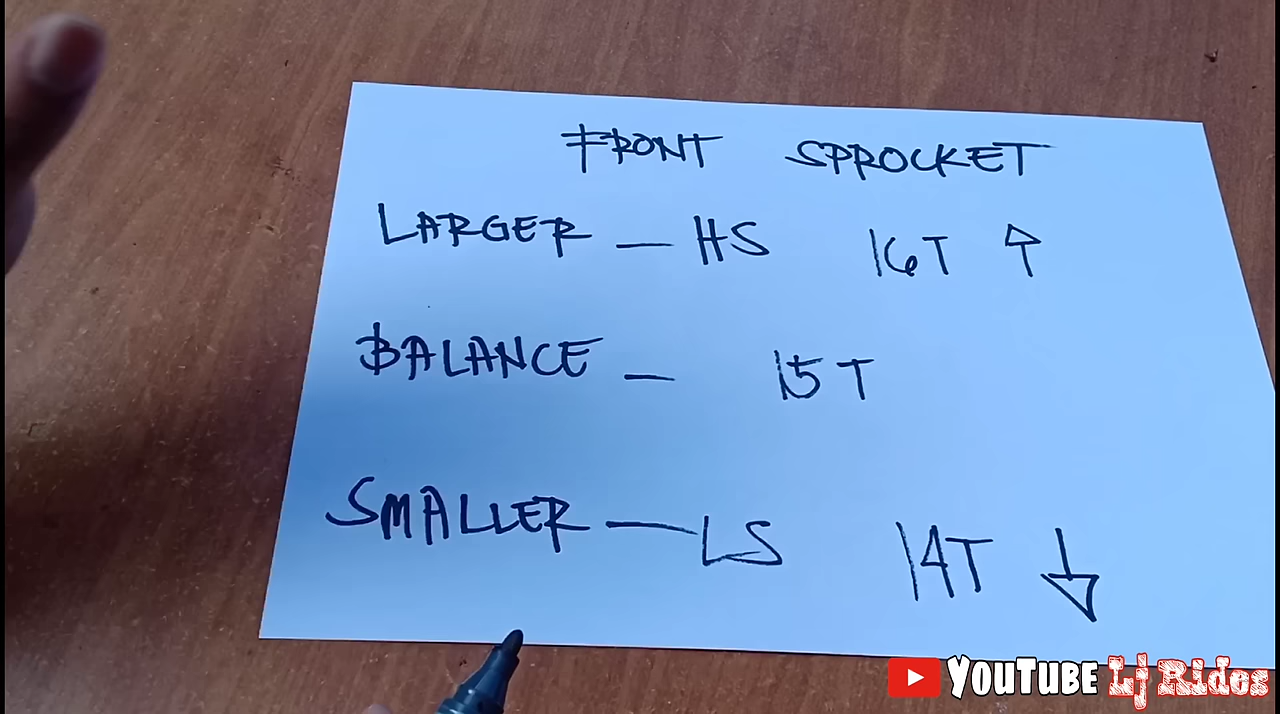 FRONT SPROCKET
LARGER — HS 16T ↑
BALANCE — 15T
SMALLER — LS 14T ↓
YOUTUBE Lj Rides